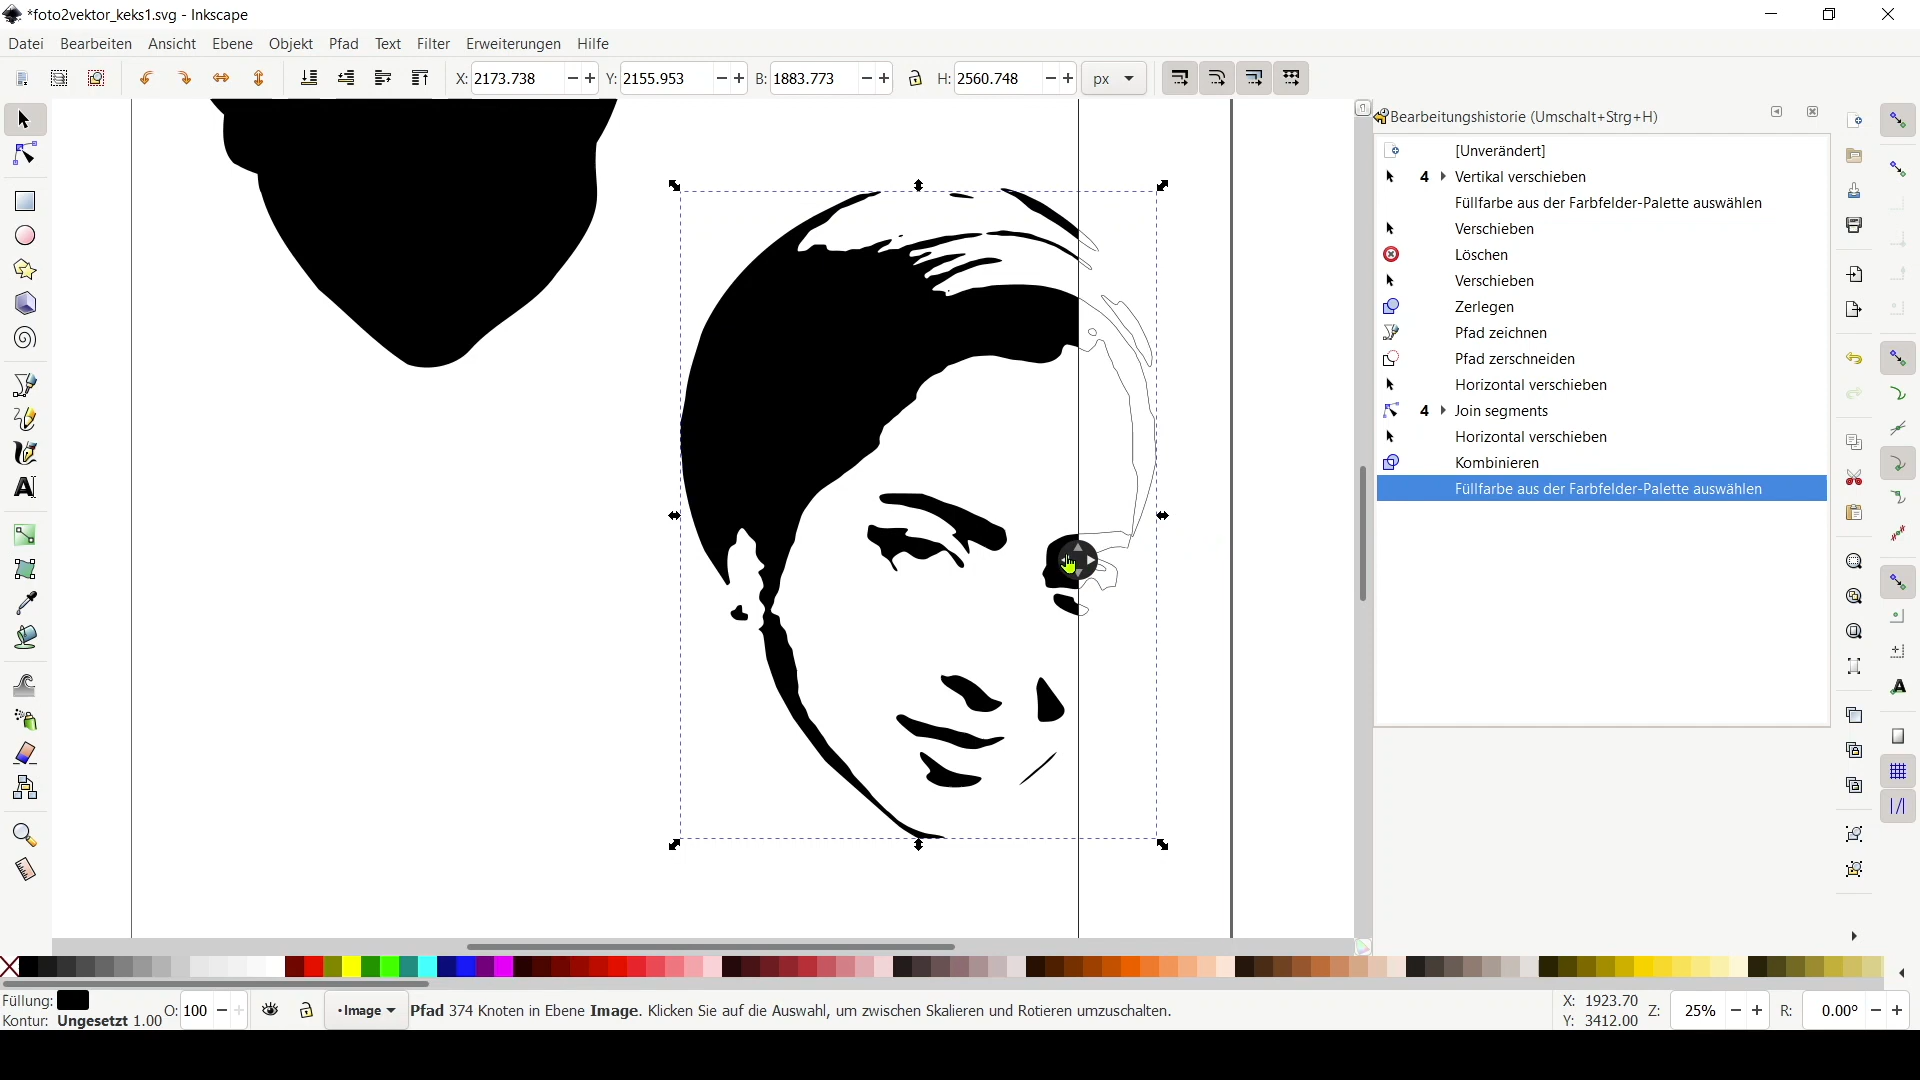 *foto2vektor_keks1.svg - Inkscape
Datei Bearbeiten Ansicht Ebene Objekt Pfad Text Filter Erweiterungen Hilfe
X: 2173.738 Y: 2155.953 B: 1883.773 H: 2560.748 px
Bearbeitungshistorie (Umschalt+Strg+H)
[Unverändert]
4 Vertikal verschieben
Füllfarbe aus der Farbfelder-Palette auswählen
Verschieben
Löschen
Verschieben
Zerlegen
Pfad zeichnen
Pfad zerschneiden
Horizontal verschieben
4 Join segments
Horizontal verschieben
Kombinieren
Füllfarbe aus der Farbfelder-Palette auswählen
Füllung:
Kontur: Ungesetzt 1.00
O: 100
•Image
Pfad 374 Knoten in Ebene Image. Klicken Sie auf die Auswahl, um zwischen Skalieren und Rotieren umzuschalten.
X: 1923.70
Y: 3412.00
Z: 25%
R: 0.00°